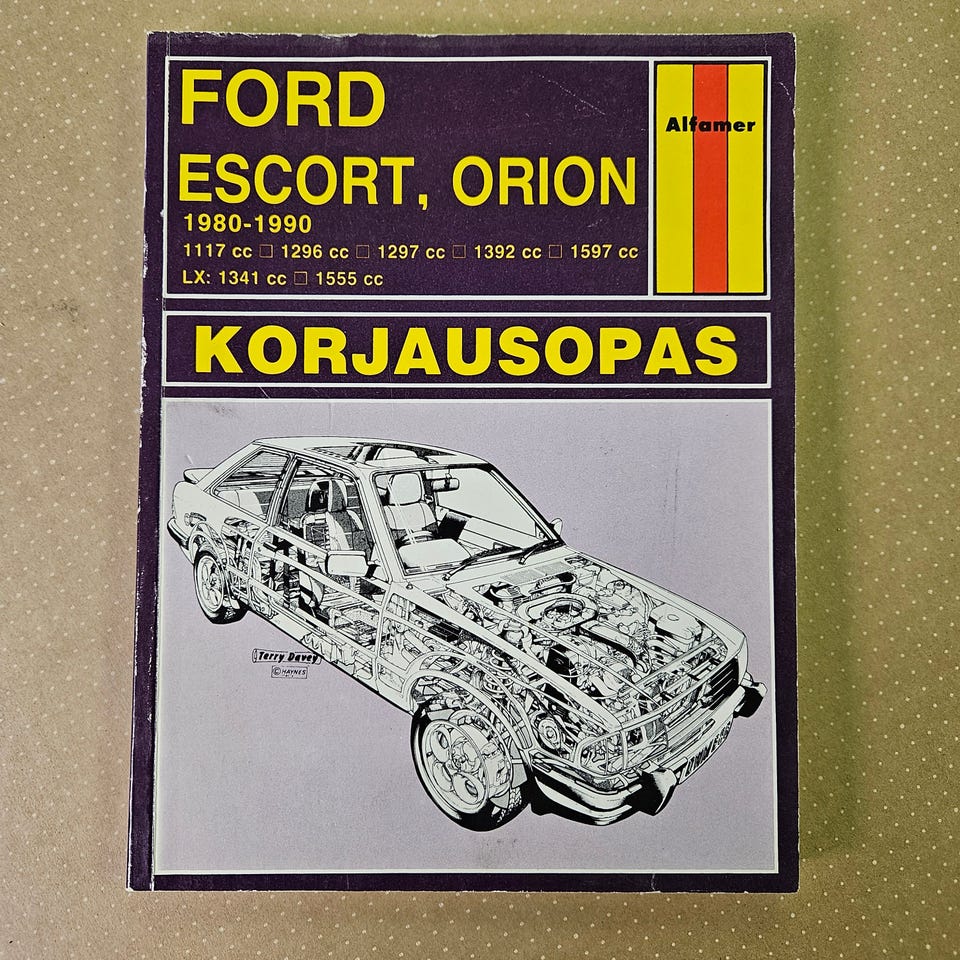 FORD
ESCORT, ORION
1980-1990
1117 cc □ 1296 cc □ 1297 cc □ 1392 cc □ 1597 cc
LX: 1341 cc □ 1555 cc
Alfamer
KORJAUSOPAS
Terry Davey
© HAYNES